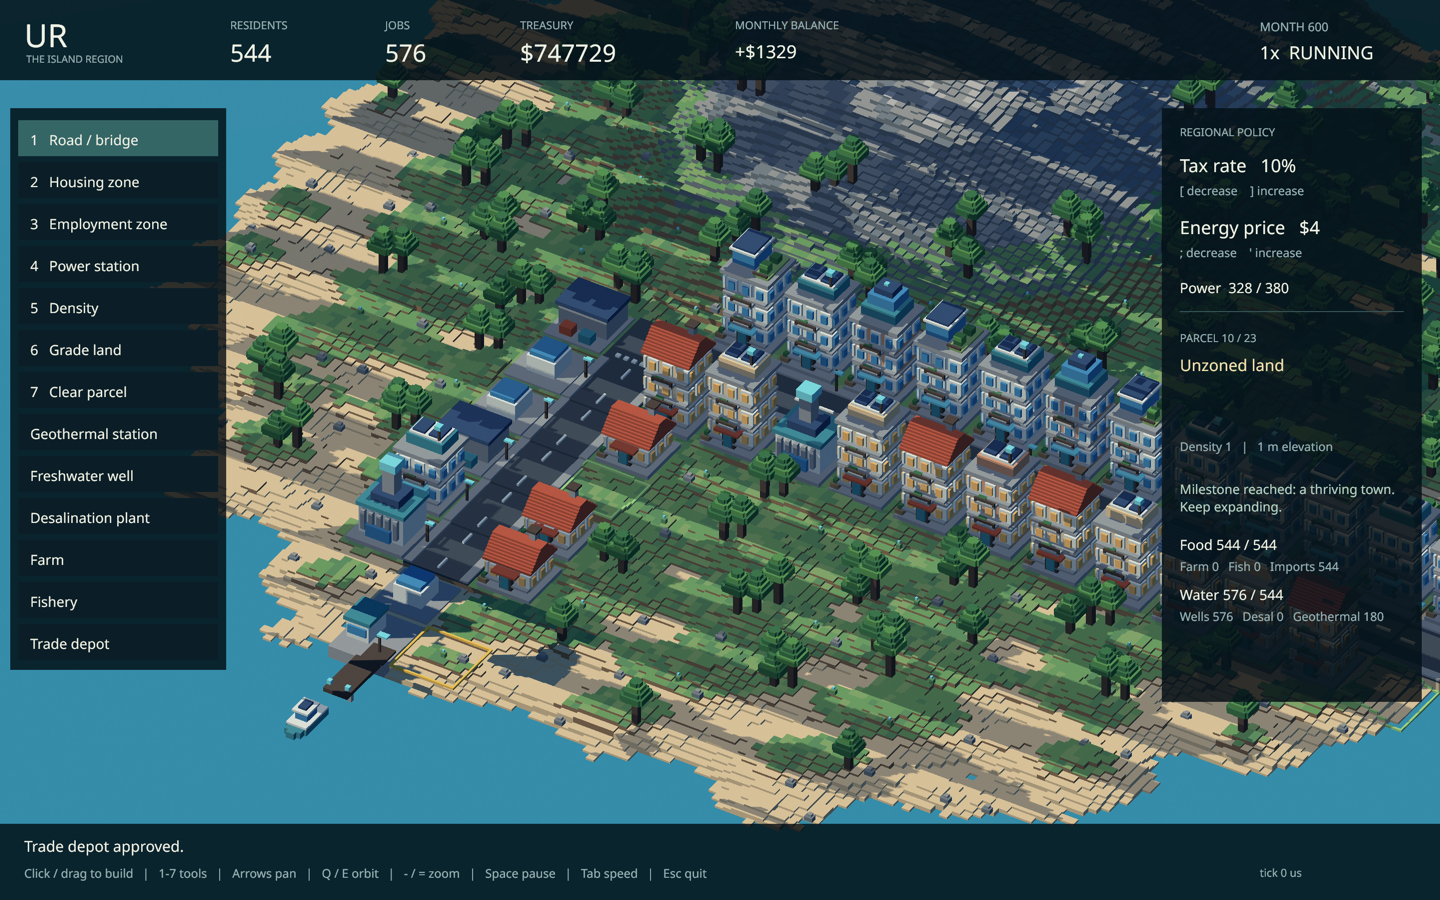 UR
THE ISLAND REGION
RESIDENTS
544
JOBS
576
TREASURY
$747729
MONTHLY BALANCE
+$1329
MONTH 600
1x RUNNING
1 Road / bridge
2 Housing zone
3 Employment zone
4 Power station
5 Density
6 Grade land
7 Clear parcel
Geothermal station
Freshwater well
Desalination plant
Farm
Fishery
Trade depot
REGIONAL POLICY
Tax rate 10%
[ decrease ] increase
Energy price $4
; decrease ' increase
Power 328 / 380
PARCEL 10 / 23
Unzoned land
Density 1 | 1 m elevation
Milestone reached: a thriving town.
Keep expanding.
Food 544 / 544
Farm 0 Fish 0 Imports 544
Water 576 / 544
Wells 576 Desal 0 Geothermal 180
Trade depot approved.
Click / drag to build | 1-7 tools | Arrows pan | Q / E orbit | - / = zoom | Space pause | Tab speed | Esc quit
tick 0 us